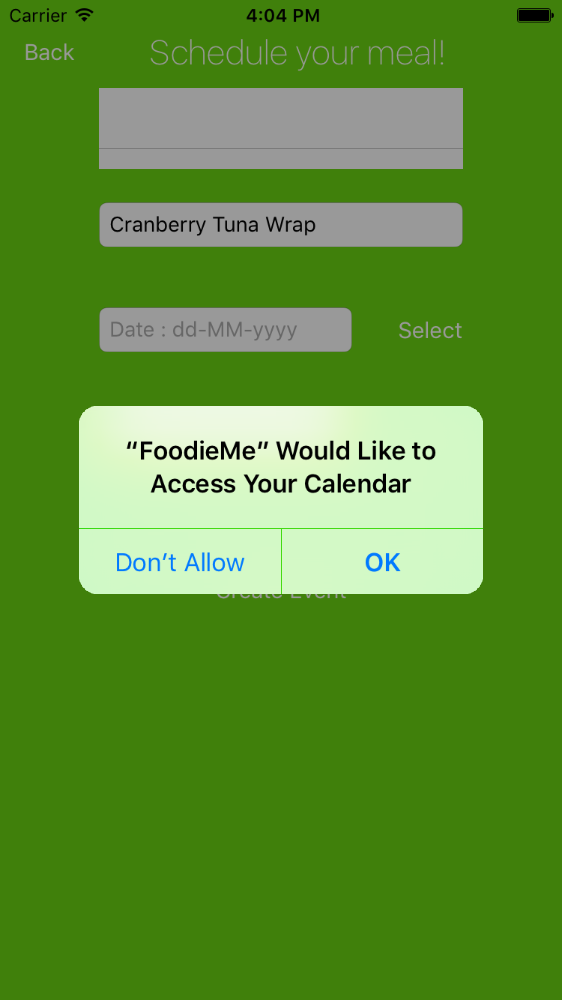 Carrier 4:04 PM
Back Schedule your meal!
Cranberry Tuna Wrap
Date : dd-MM-yyyy Select
“FoodieMe” Would Like to
Access Your Calendar
Don’t Allow OK
Create Event